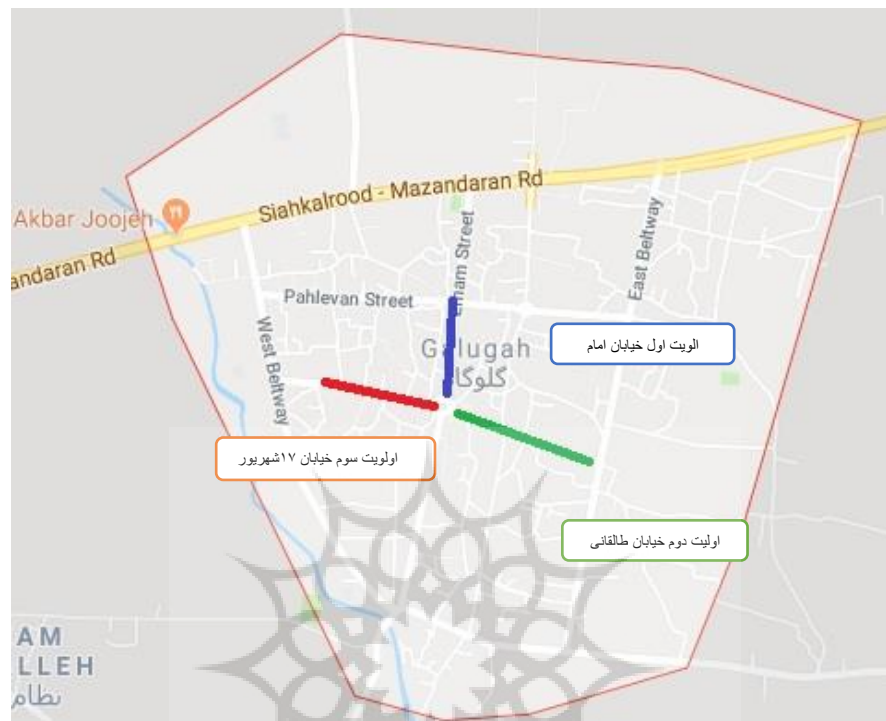 Siahkalrood - Mazandaran Rd
Akbar Joojeh
andaran Rd
Emam Street
East Beltway
Pahlevan Street
West Beltway
Galugah
گلوگاه
الویت اول خیابان امام
اولویت سوم خیابان ۱۷شهریور
اولیت دوم خیابان طالقانی
AM
LLEH
نظام